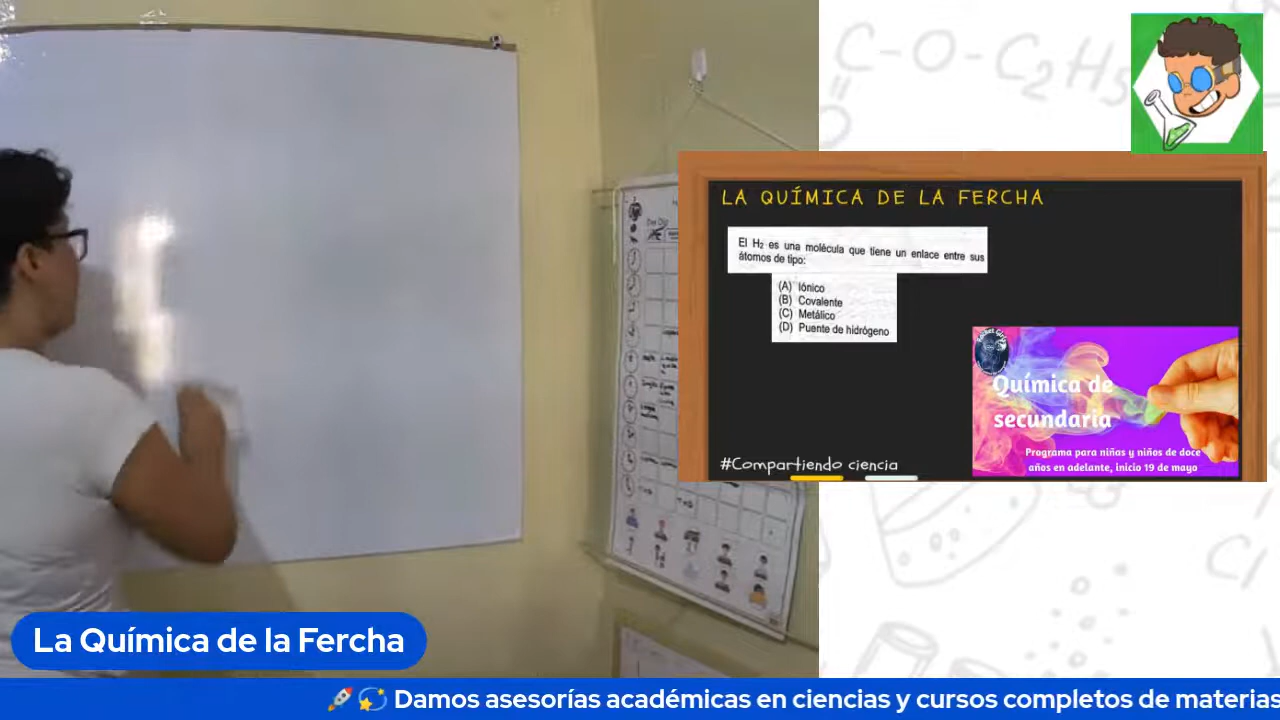 C-O-C2H5
LA QUÍMICA DE LA FERCHA
El H2 es una molécula que tiene un enlace entre sus
átomos de tipo:
(A) Iónico
(B) Covalente
(C) Metálico
(D) Puente de hidrógeno
Química de
secundaria
Programa para niñas y niños de doce
años en adelante, inicio 19 de mayo
#Compartiendo ciencia
La Química de la Fercha
🚀 💫 Damos asesorías académicas en ciencias y cursos completos de materias